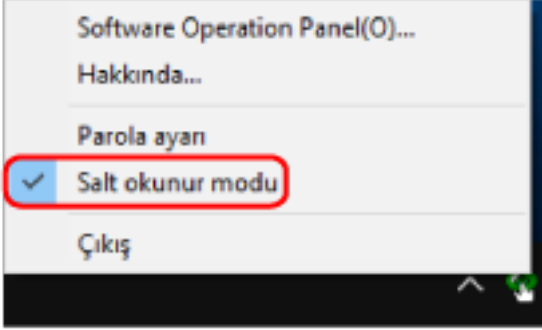 Software Operation Panel(O)...
Hakkında...
Parola ayarı
Salt okunur modu
Çıkış